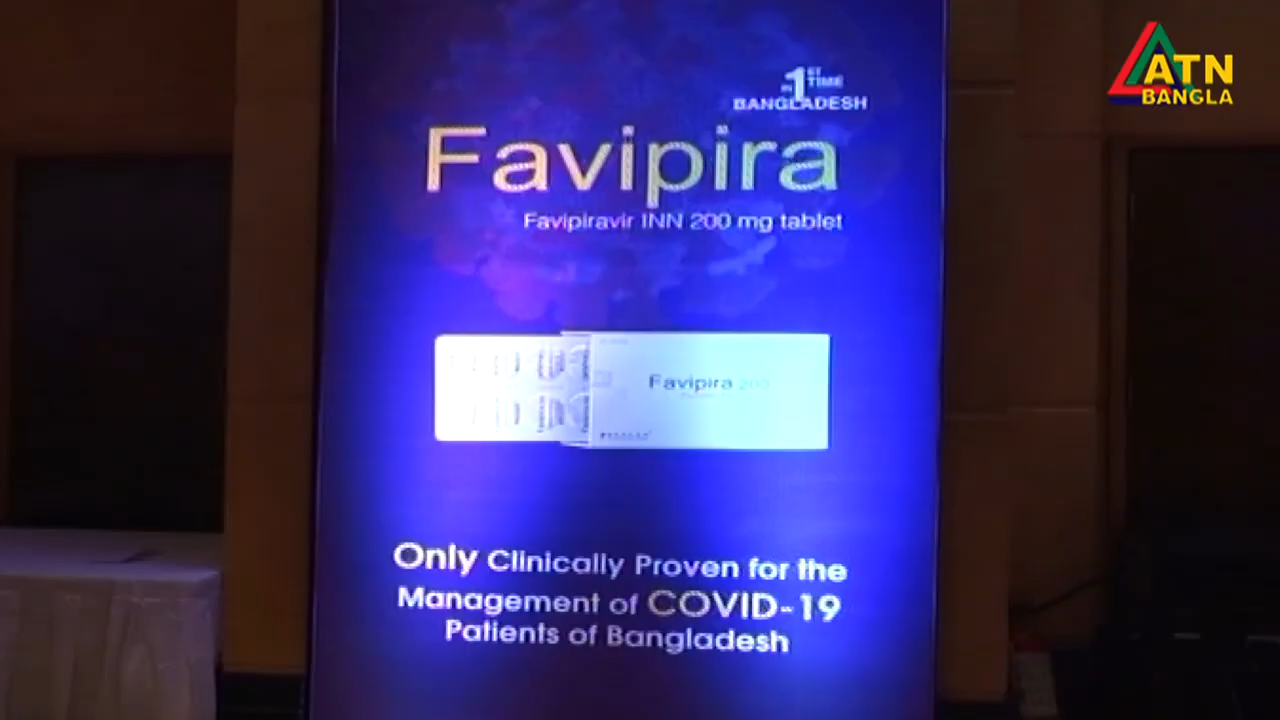 ATN
BANGLA
1ST
IN TIME
BANGLADESH
Favipira
Favipiravir INN 200 mg tablet
Favipira 200
Only Clinically Proven for the
Management of COVID-19
Patients of Bangladesh